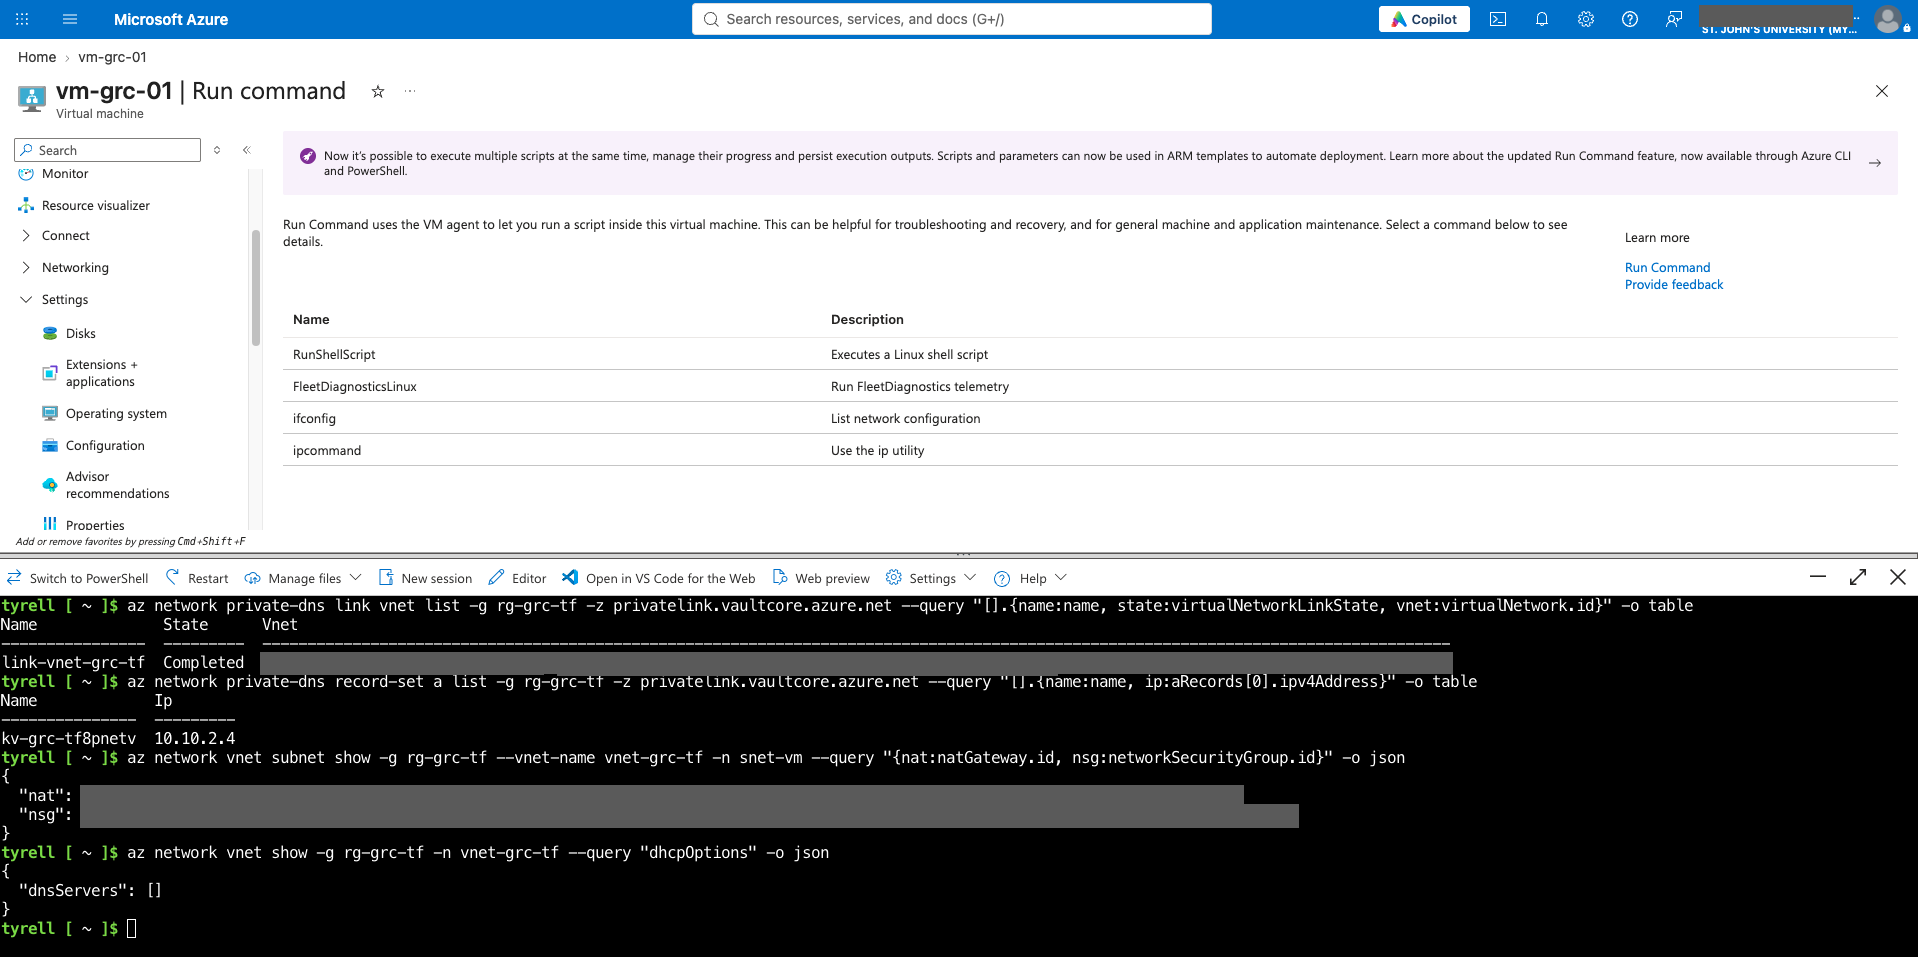 Microsoft Azure
Search resources, services, and docs (G+/)
Copilot
ST. JOHN'S UNIVERSITY (MY...
Home > vm-grc-01
vm-grc-01 | Run command
Virtual machine
Search
Monitor
Resource visualizer
Connect
Networking
Settings
Disks
Extensions +
applications
Operating system
Configuration
Advisor
recommendations
Properties
Add or remove favorites by pressing Cmd+Shift+F
Now it's possible to execute multiple scripts at the same time, manage their progress and persist execution outputs. Scripts and parameters can now be used in ARM templates to automate deployment. Learn more about the updated Run Command feature, now available through Azure CLI
and PowerShell.
Run Command uses the VM agent to let you run a script inside this virtual machine. This can be helpful for troubleshooting and recovery, and for general machine and application maintenance. Select a command below to see
details.
Learn more
Run Command
Provide feedback
Name Description
RunShellScript Executes a Linux shell script
FleetDiagnosticsLinux Run FleetDiagnostics telemetry
ifconfig List network configuration
ipcommand Use the ip utility
Switch to PowerShell Restart Manage files New session Editor Open in VS Code for the Web Web preview Settings Help
tyrell [ ~ ]$ az network private-dns link vnet list -g rg-grc-tf -z privatelink.vaultcore.azure.net --query "[].{name:name, state:virtualNetworkLinkState, vnet:virtualNetwork.id}" -o table
Name State Vnet
link-vnet-grc-tf Completed
tyrell [ ~ ]$ az network private-dns record-set a list -g rg-grc-tf -z privatelink.vaultcore.azure.net --query "[].{name:name, ip:aRecords[0].ipv4Address}" -o table
Name Ip
kv-grc-tf8pnetv 10.10.2.4
tyrell [ ~ ]$ az network vnet subnet show -g rg-grc-tf --vnet-name vnet-grc-tf -n snet-vm --query "{nat:natGateway.id, nsg:networkSecurityGroup.id}" -o json
{
"nat":
"nsg":
}
tyrell [ ~ ]$ az network vnet show -g rg-grc-tf -n vnet-grc-tf --query "dhcpOptions" -o json
{
"dnsServers": []
}
tyrell [ ~ ]$